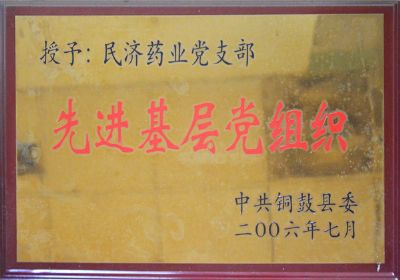 授予：民济药业党支部
先进基层党组织
中共铜鼓县委
二〇〇六年七月